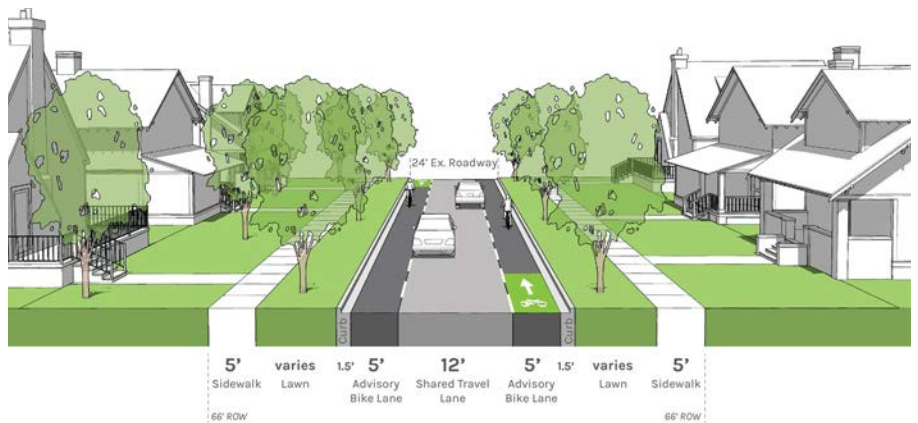 24' Ex. Roadway
Curb
Curb
5' varies 1.5' 5' 12' 5' 1.5' varies 5'
Sidewalk Lawn Advisory Shared Travel Advisory Lawn Sidewalk
Bike Lane Lane Bike Lane
66' ROW 66' ROW